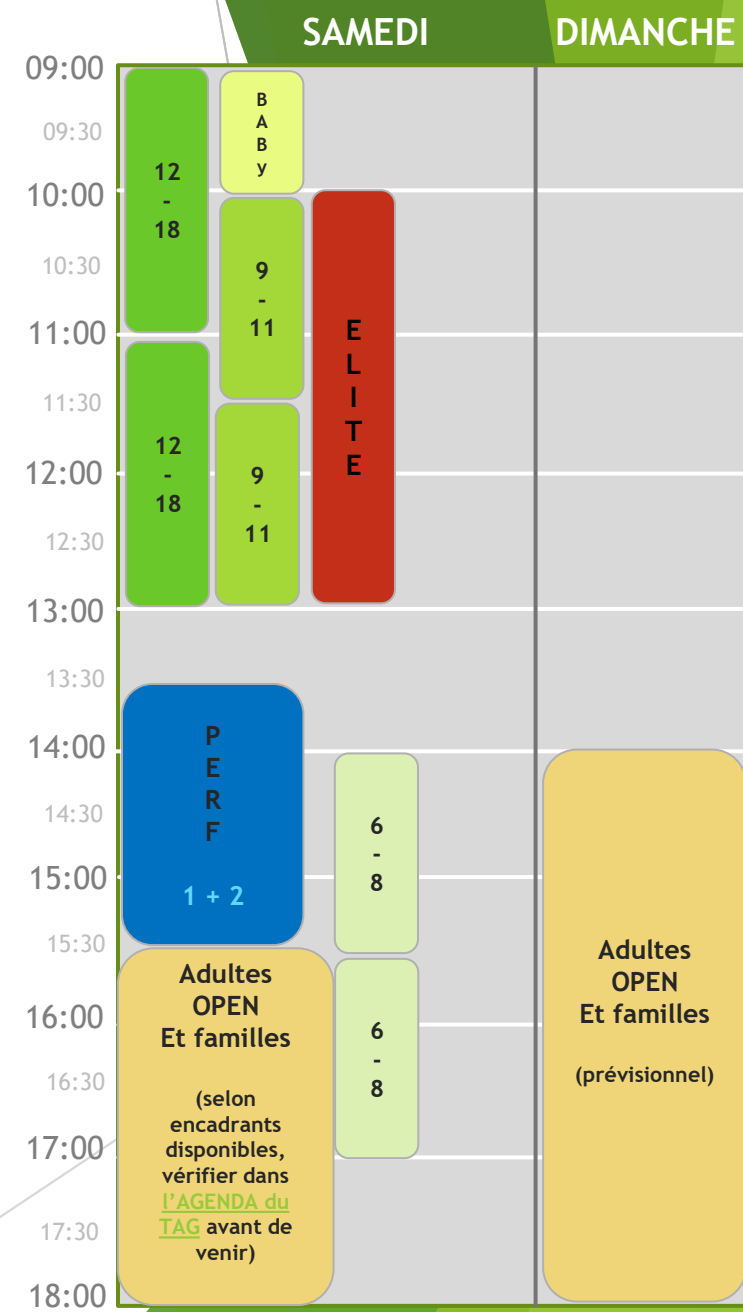 SAMEDI
DIMANCHE
09:00
09:30
10:00
10:30
11:00
11:30
12:00
12:30
13:00
13:30
14:00
14:30
15:00
15:30
16:00
16:30
17:00
17:30
18:00
12
-
18
B
A
B
y
9
-
11
E
L
I
T
E
12
-
18
9
-
11
P
E
R
F
1 + 2
6
-
8
Adultes
OPEN
Et familles
(selon
encadrants
disponibles,
vérifier dans
l’AGENDA du
TAG avant de
venir)
6
-
8
Adultes
OPEN
Et familles
(prévisionnel)